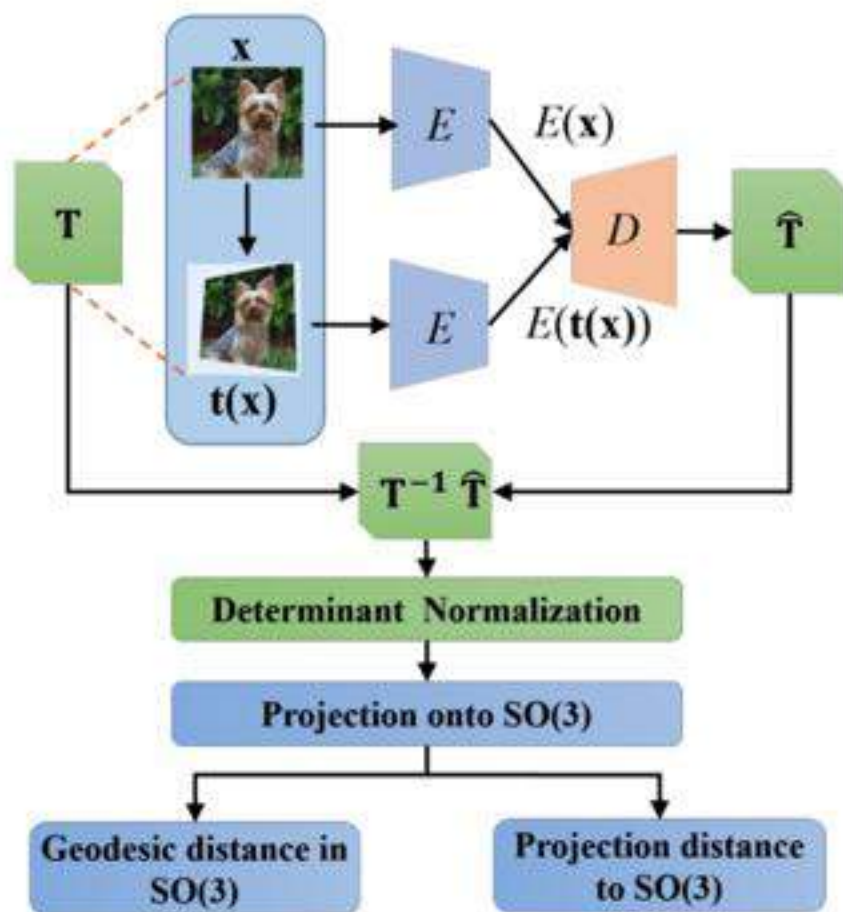 x
E
E(x)
T
D
T̂
E
E(t(x))
t(x)
T⁻¹ T̂
Determinant Normalization
Projection onto SO(3)
Geodesic distance in
SO(3)
Projection distance
to SO(3)